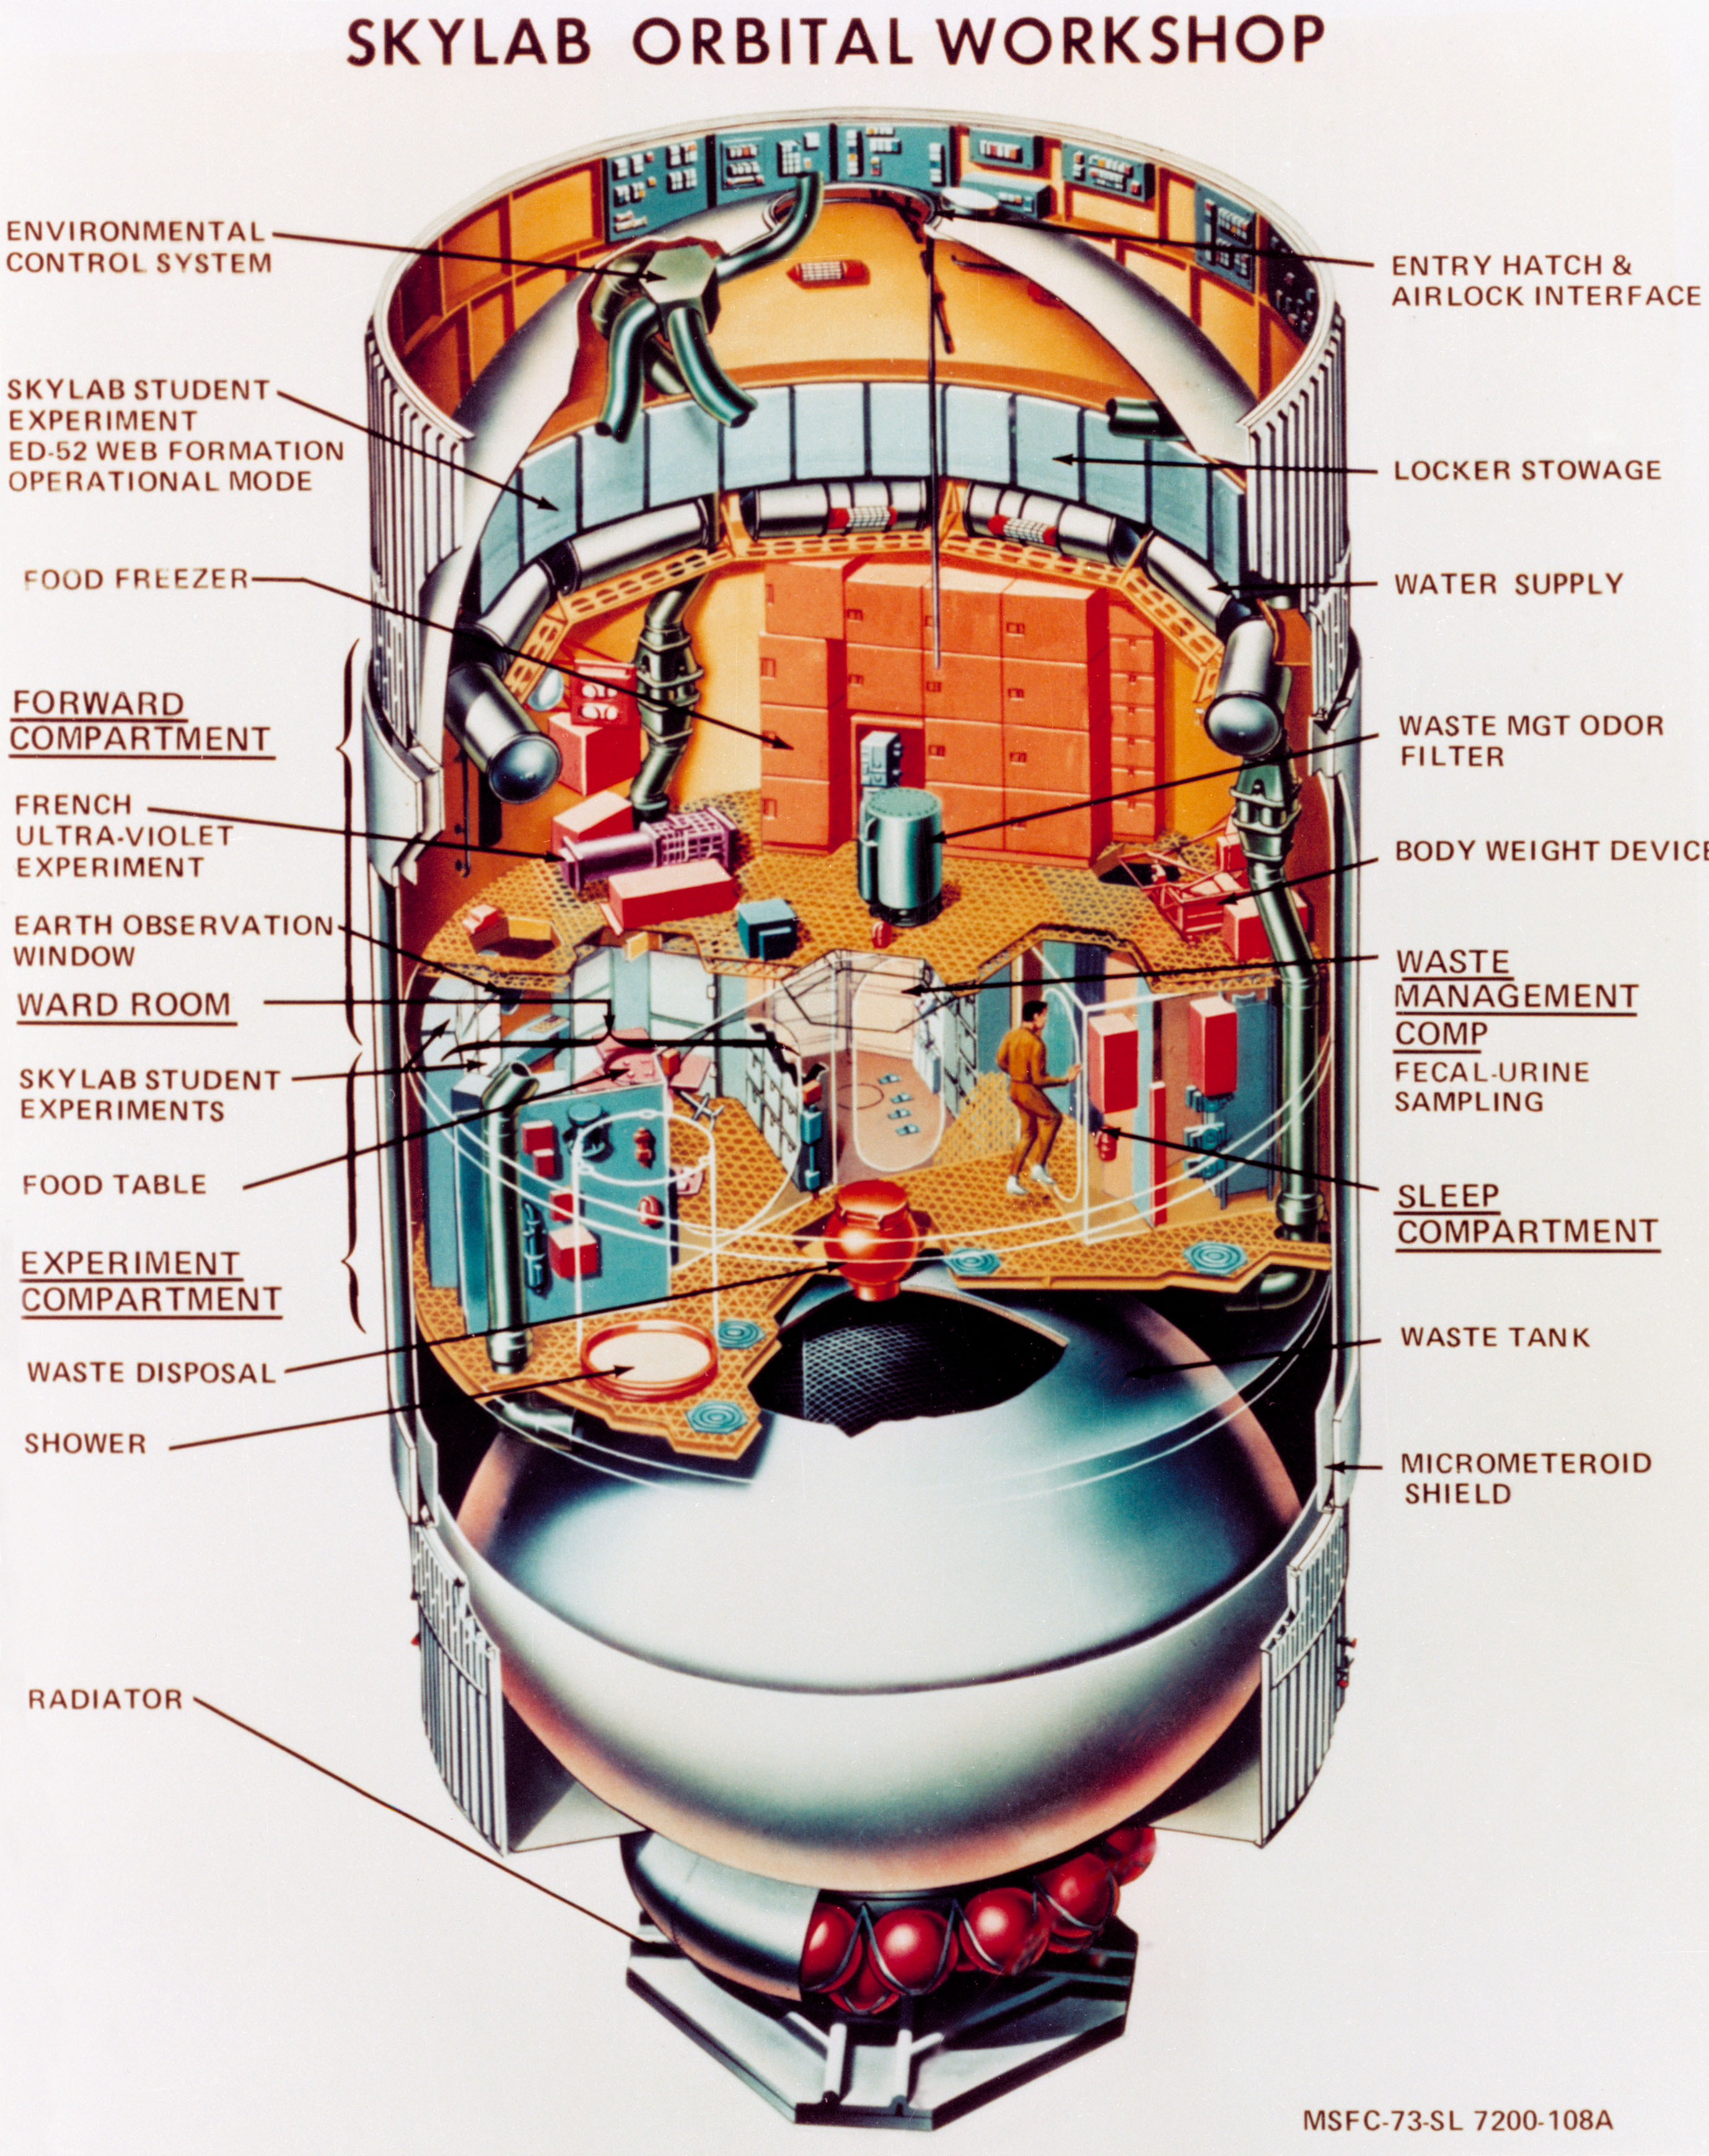 SKYLAB ORBITAL WORKSHOP
ENVIRONMENTAL
CONTROL SYSTEM
SKYLAB STUDENT
EXPERIMENT
ED-52 WEB FORMATION
OPERATIONAL MODE
FOOD FREEZER
FORWARD
COMPARTMENT
FRENCH
ULTRA-VIOLET
EXPERIMENT
EARTH OBSERVATION
WINDOW
WARD ROOM
SKYLAB STUDENT
EXPERIMENTS
FOOD TABLE
EXPERIMENT
COMPARTMENT
WASTE DISPOSAL
SHOWER
RADIATOR
ENTRY HATCH &
AIRLOCK INTERFACE
LOCKER STOWAGE
WATER SUPPLY
WASTE MGT ODOR
FILTER
BODY WEIGHT DEVICE
WASTE
MANAGEMENT
COMP
FECAL-URINE
SAMPLING
SLEEP
COMPARTMENT
WASTE TANK
MICROMETEROID
SHIELD
MSFC-73-SL 7200-108A